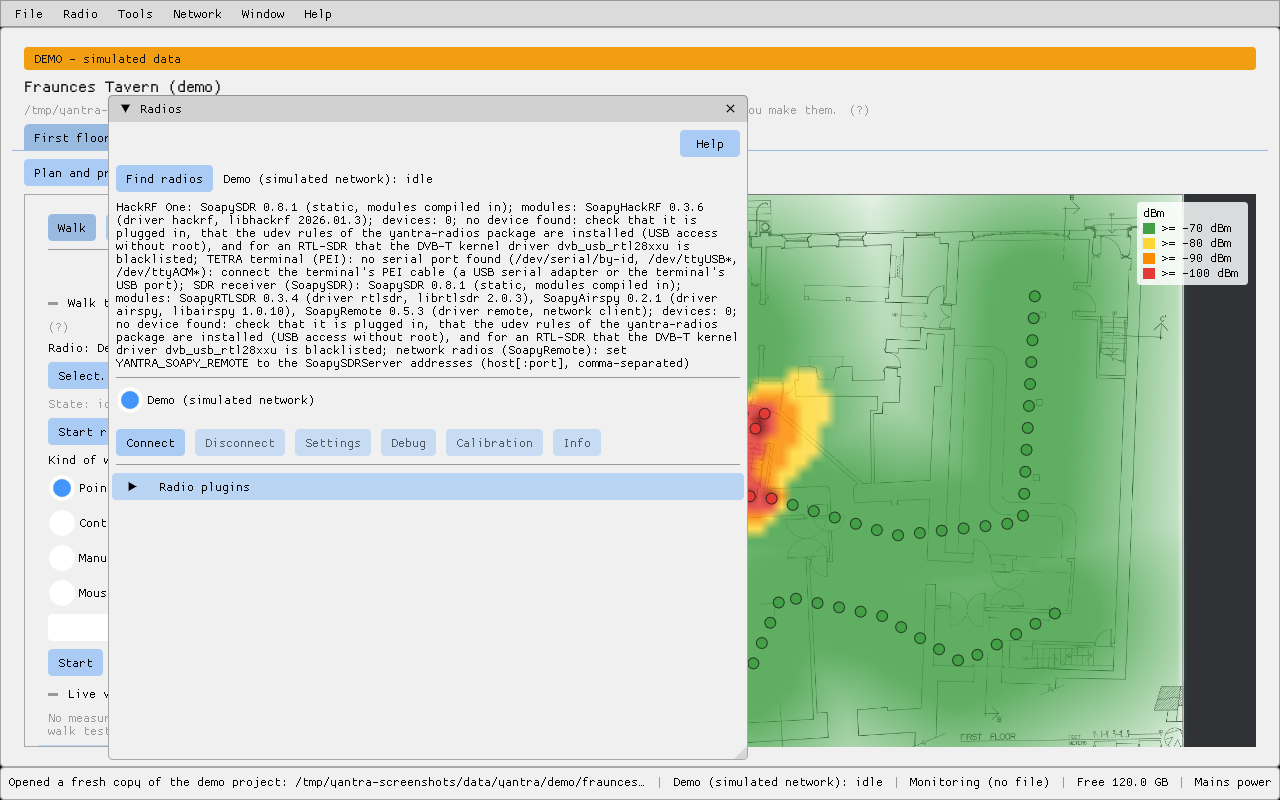 File Radio Tools Network Window Help
DEMO - simulated data
Fraunces Tavern (demo)
/tmp/yantra- ou make them. (?)
First floor
Plan and pr
Radios
Help
Find radios Demo (simulated network): idle
HackRF One: SoapySDR 0.8.1 (static, modules compiled in); modules: SoapyHackRF 0.3.6
(driver hackrf, libhackrf 2026.01.3); devices: 0; no device found: check that it is
plugged in, that the udev rules of the yantra-radios package are installed (USB access
without root), and for an RTL-SDR that the DVB-T kernel driver dvb_usb_rtl28xxu is
blacklisted; TETRA terminal (PEI): no serial port found (/dev/serial/by-id, /dev/ttyUSB*,
/dev/ttyACM*): connect the terminal's PEI cable (a USB serial adapter or the terminal's
USB port); SDR receiver (SoapySDR): SoapySDR 0.8.1 (static, modules compiled in);
modules: SoapyRTLSDR 0.3.4 (driver rtlsdr, librtlsdr 2.0.3), SoapyAirspy 0.2.1 (driver
airspy, libairspy 1.0.10), SoapyRemote 0.5.3 (driver remote, network client); devices: 0;
no device found: check that it is plugged in, that the udev rules of the yantra-radios
package are installed (USB access without root), and for an RTL-SDR that the DVB-T kernel
driver dvb_usb_rtl28xxu is blacklisted; network radios (SoapyRemote): set
YANTRA_SOAPY_REMOTE to the SoapySDRServer addresses (host[:port], comma-separated)
Demo (simulated network)
Connect Disconnect Settings Debug Calibration Info
Radio plugins
Walk
Walk t
(?)
Radio: De
Select.
State: id
Start r
Kind of w
Poin
Cont
Manu
Mous
Start
Live v
No measur
walk test
dBm
>= -70 dBm
>= -80 dBm
>= -90 dBm
>= -100 dBm
FIRST FLOOR
METERS
Opened a fresh copy of the demo project: /tmp/yantra-screenshots/data/yantra/demo/fraunces… | Demo (simulated network): idle | Monitoring (no file) | Free 120.0 GB | Mains power